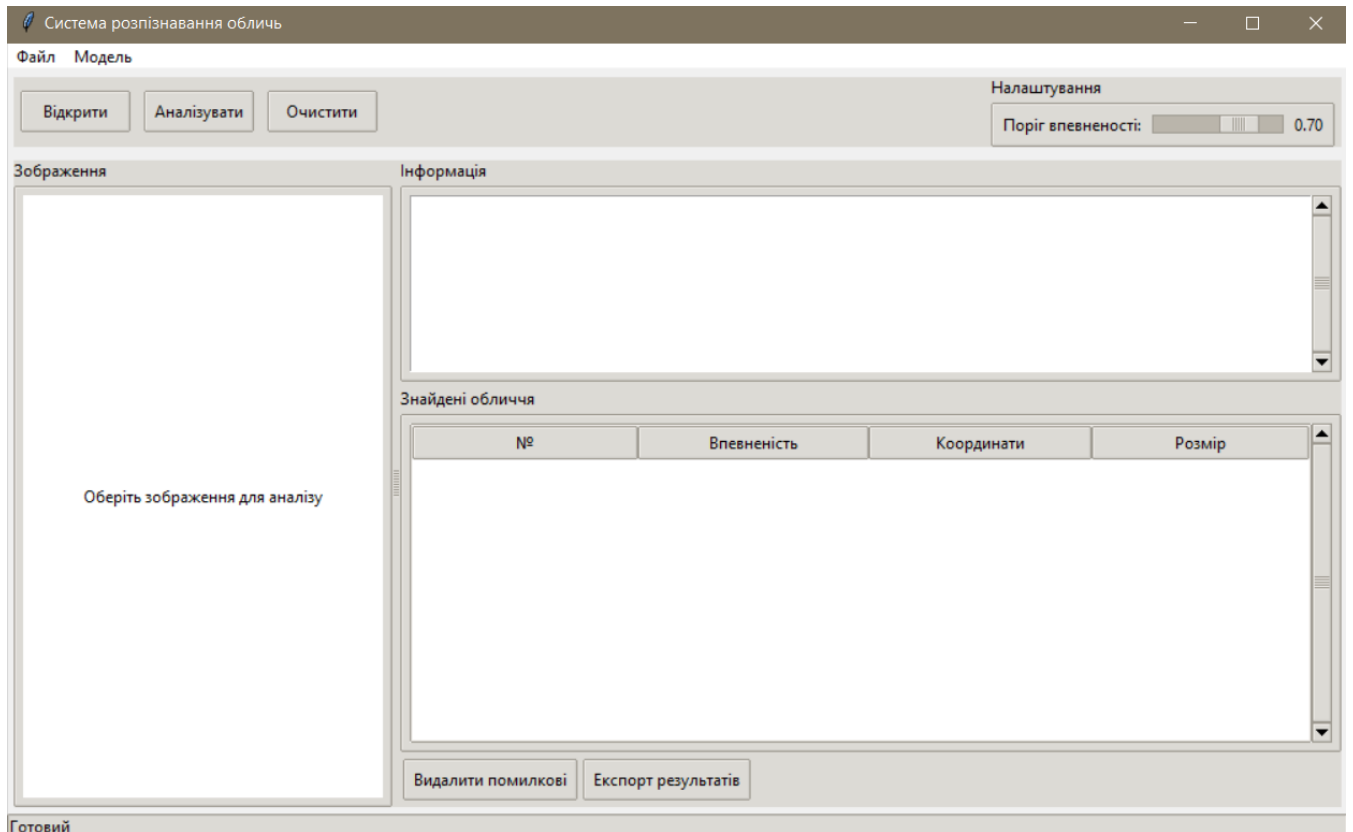 Система розпізнавання обличь
Файл Модель
Відкрити Аналізувати Очистити
Налаштування
Поріг впевненості: 0.70
Зображення
Оберіть зображення для аналізу
Інформація
Знайдені обличчя
№ Впевненість Координати Розмір
Видалити помилкові Експорт результатів
Готовий